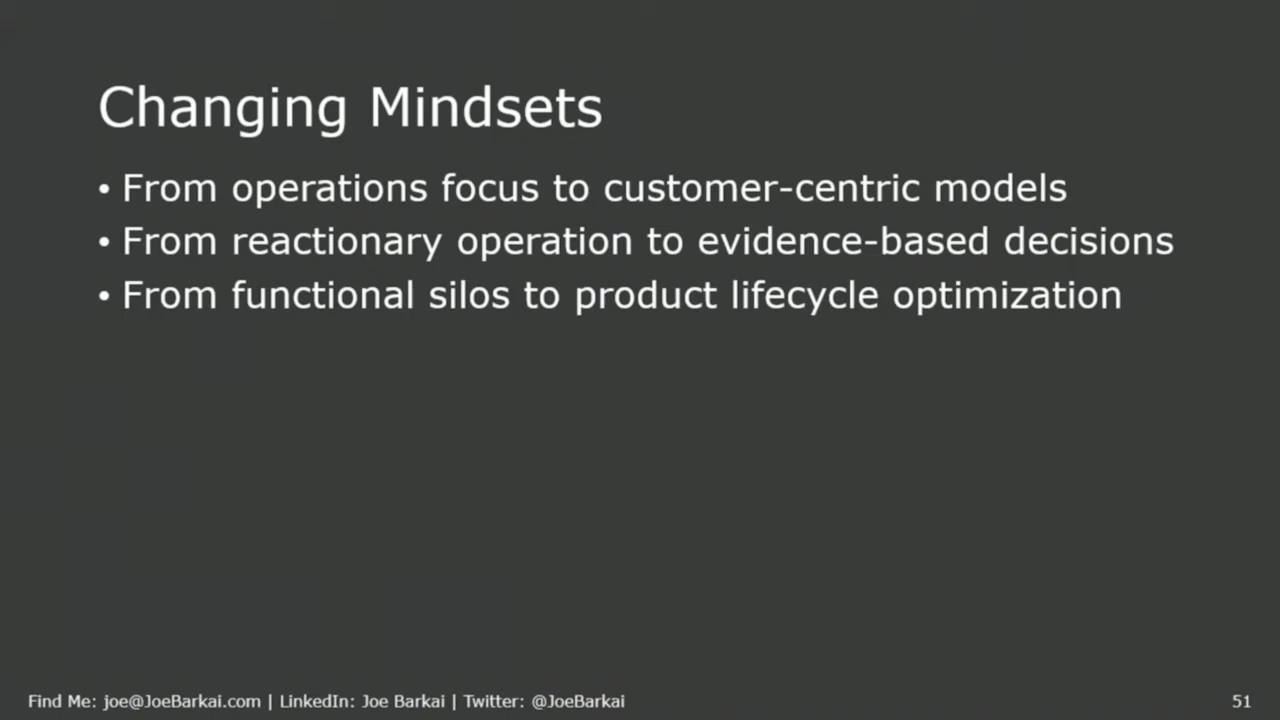 Changing Mindsets
• From operations focus to customer-centric models
• From reactionary operation to evidence-based decisions
• From functional silos to product lifecycle optimization
Find Me: joe@JoeBarkai.com | LinkedIn: Joe Barkai | Twitter: @JoeBarkai
51